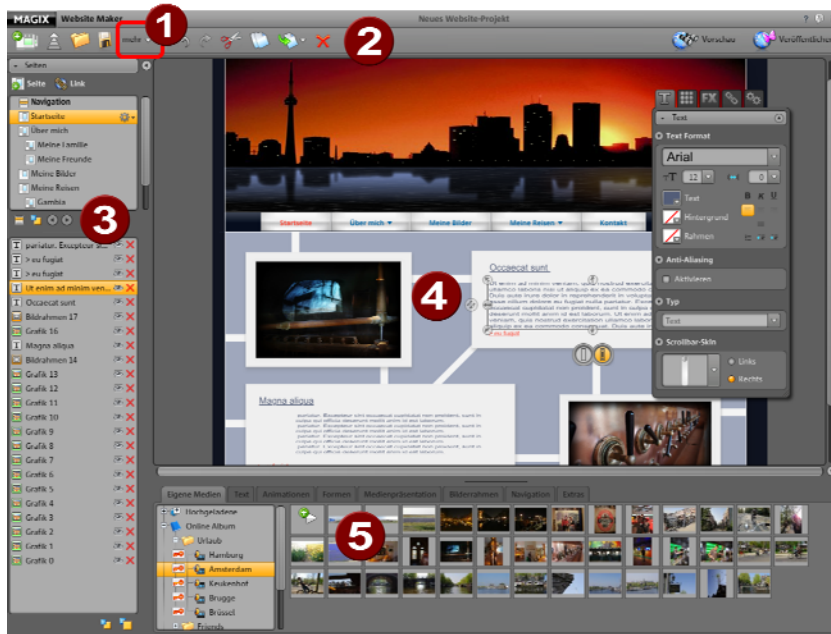 MAGIX Website Maker
Neues Website-Projekt
?
mehr
Vorschau
Veröffentlichen
1
2
3
4
5
Seiten
Seite
Link
Navigation
Startseite
Über mich
Meine Familie
Meine Freunde
Meine Bilder
Meine Reisen
Gambia
pariatur. Excepteur si...
> eu fugiat
> eu fugiat
Ut enim ad minim ven...
Occaecat sunt
Bildrahmen 17
Grafik 16
Magna aliqua
Bildrahmen 14
Grafik 13
Grafik 12
Grafik 11
Grafik 10
Grafik 9
Grafik 8
Grafik 7
Grafik 6
Grafik 5
Grafik 4
Grafik 3
Grafik 2
Grafik 1
Grafik 0
Startseite
Über mich
Meine Bilder
Meine Reisen
Kontakt
Occaecat sunt
Magna aliqua
T
FX
Text
Text Format
Arial
12
0
Text
B K U
Hintergrund
Rahmen
Anti-Aliasing
Aktivieren
Typ
Text
Scrollbar-Skin
Links
Rechts
Eigene Medien
Text
Animationen
Formen
Medienpräsentation
Bilderrahmen
Navigation
Extras
Hochgeladene
Online Album
Urlaub
Hamburg
Amsterdam
Keukenhof
Brugge
Brüssel
Friends